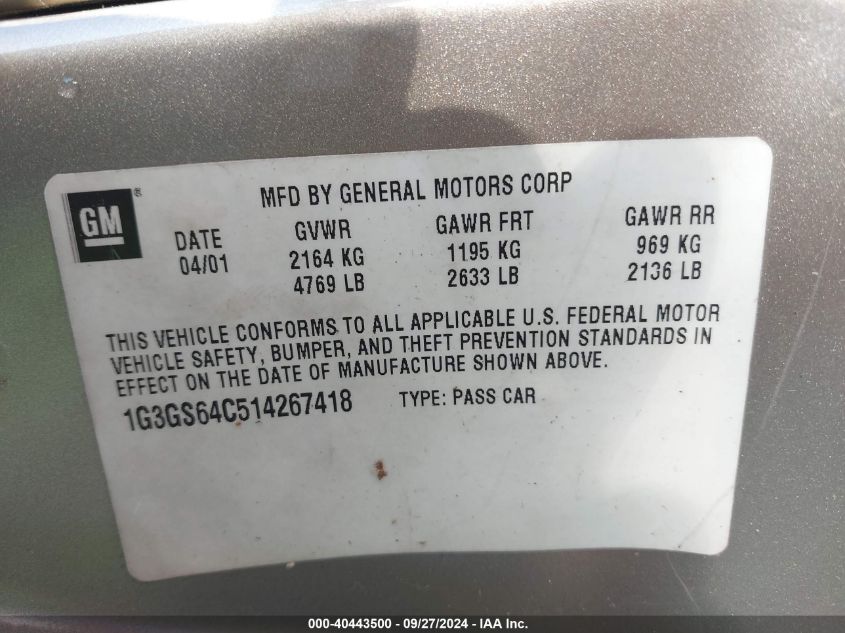 GM ®
MFD BY GENERAL MOTORS CORP
DATE GVWR GAWR FRT GAWR RR
04/01 2164 KG 1195 KG 969 KG
4769 LB 2633 LB 2136 LB
THIS VEHICLE CONFORMS TO ALL APPLICABLE U.S. FEDERAL MOTOR
VEHICLE SAFETY, BUMPER, AND THEFT PREVENTION STANDARDS IN
EFFECT ON THE DATE OF MANUFACTURE SHOWN ABOVE.
1G3GS64C514267418 TYPE: PASS CAR
000-40443500 - 09/27/2024 - IAA Inc.